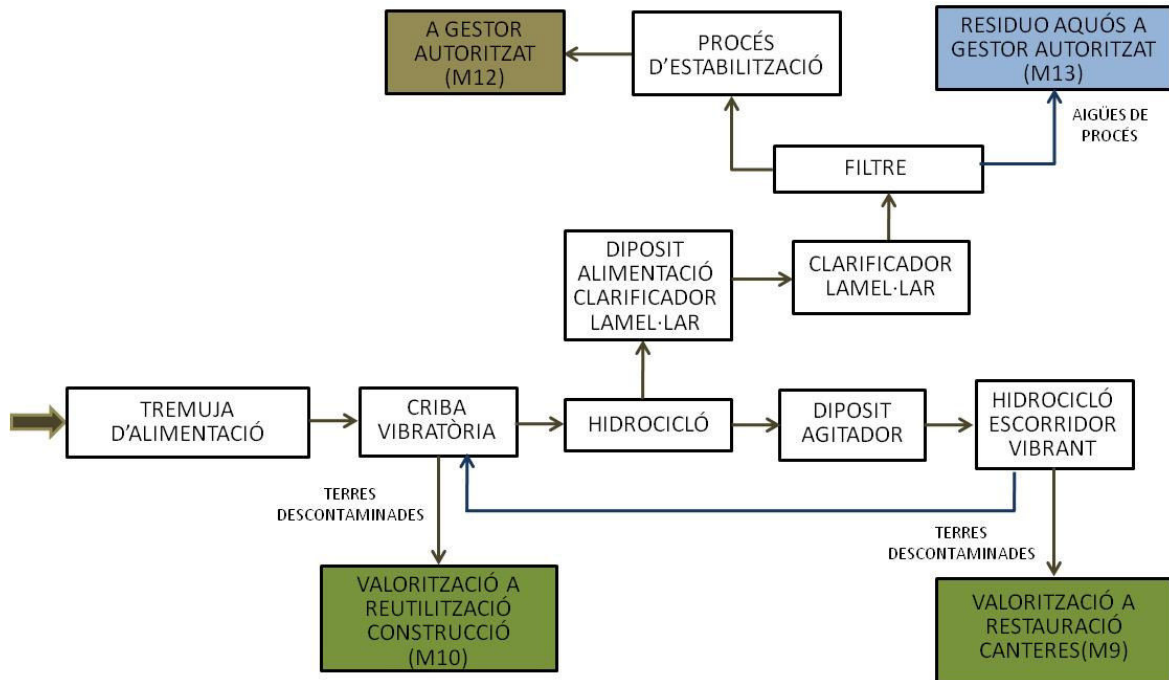 A GESTOR
AUTORITZAT
(M12)
PROCÉS
D'ESTABILITZACIÓ
RESIDUO AQUÓS A
GESTOR AUTORITZAT
(M13)
AIGÜES DE
PROCÉS
FILTRE
DIPOSIT
ALIMENTACIÓ
CLARIFICADOR
LAMEL·LAR
CLARIFICADOR
LAMEL·LAR
TREMUJA
D'ALIMENTACIÓ
CRIBA
VIBRATÒRIA
HIDROCICLÓ
DIPOSIT
AGITADOR
HIDROCICLÓ
ESCORRIDOR
VIBRANT
TERRES
DESCONTAMINADES
TERRES
DESCONTAMINADES
VALORITZACIÓ A
REUTILITZACIÓ
CONSTRUCCIÓ
(M10)
VALORITZACIÓ A
RESTAURACIÓ
CANTERES(M9)